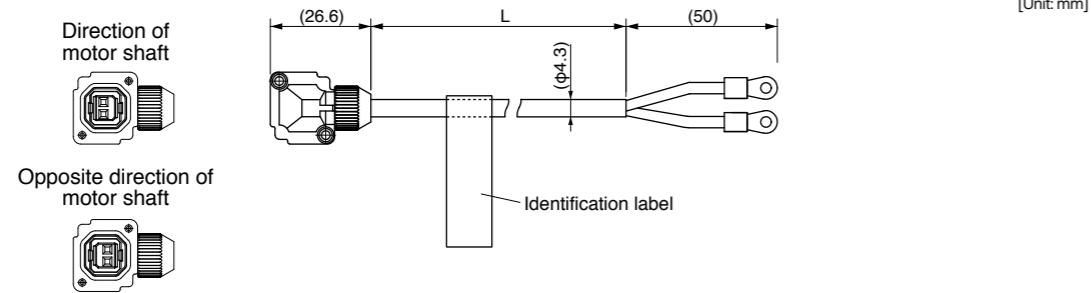 [Unit: mm]
(26.6)
L
(50)
Direction of
motor shaft
(ϕ4.3)
Opposite direction of
motor shaft
Identification label